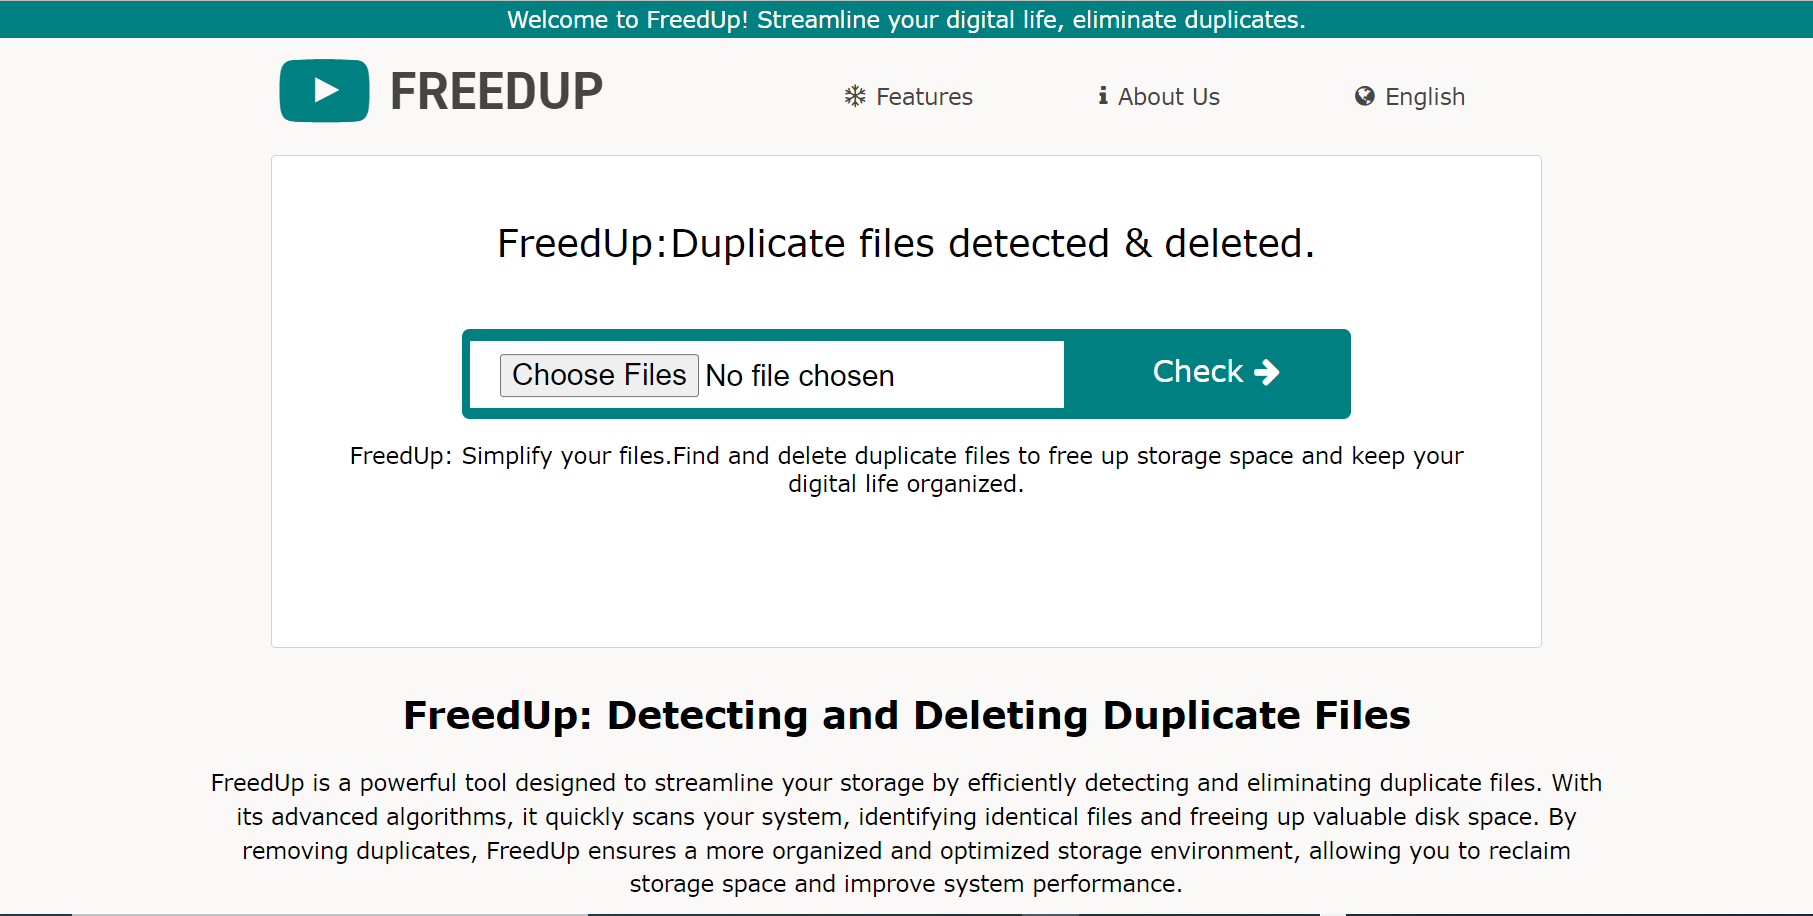 Welcome to FreedUp! Streamline your digital life, eliminate duplicates.
FREEDUP
Features
About Us
English
FreedUp:Duplicate files detected & deleted.
Choose Files No file chosen
Check
FreedUp: Simplify your files.Find and delete duplicate files to free up storage space and keep your
digital life organized.
FreedUp: Detecting and Deleting Duplicate Files
FreedUp is a powerful tool designed to streamline your storage by efficiently detecting and eliminating duplicate files. With
its advanced algorithms, it quickly scans your system, identifying identical files and freeing up valuable disk space. By
removing duplicates, FreedUp ensures a more organized and optimized storage environment, allowing you to reclaim
storage space and improve system performance.